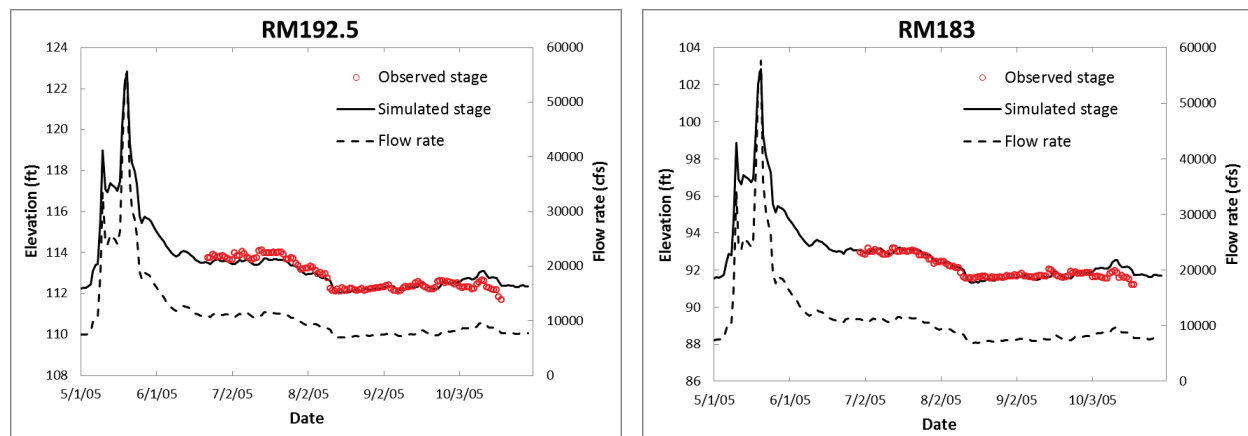 RM192.5
124
122
120
118
116
114
112
110
108
Elevation (ft)
60000
50000
40000
30000
20000
10000
0
Flow rate (cfs)
Observed stage
Simulated stage
Flow rate
5/1/05 6/1/05 7/2/05 8/2/05 9/2/05 10/3/05
Date
RM183
104
102
100
98
96
94
92
90
88
86
Elevation (ft)
60000
50000
40000
30000
20000
10000
0
Flow rate (cfs)
Observed stage
Simulated stage
Flow rate
5/1/05 6/1/05 7/2/05 8/2/05 9/2/05 10/3/05
Date